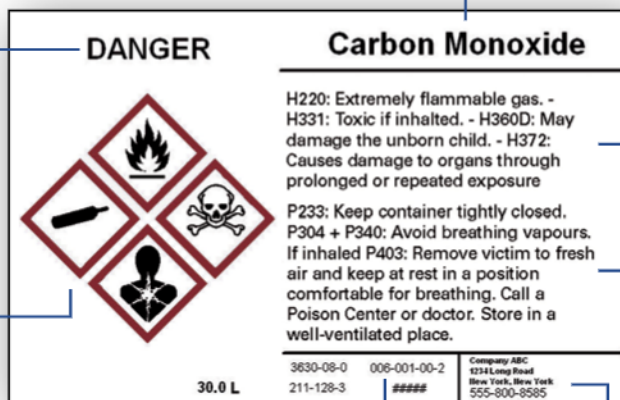 DANGER
Carbon Monoxide
H220: Extremely flammable gas. -
H331: Toxic if inhalted. - H360D: May
damage the unborn child. - H372:
Causes damage to organs through
prolonged or repeated exposure
P233: Keep container tightly closed.
P304 + P340: Avoid breathing vapours.
If inhaled P403: Remove victim to fresh
air and keep at rest in a position
comfortable for breathing. Call a
Poison Center or doctor. Store in a
well-ventilated place.
30.0 L
3630-08-0 006-001-00-2
211-128-3 #####
Company ABC
1234 Long Road
New York, New York
555-800-8585